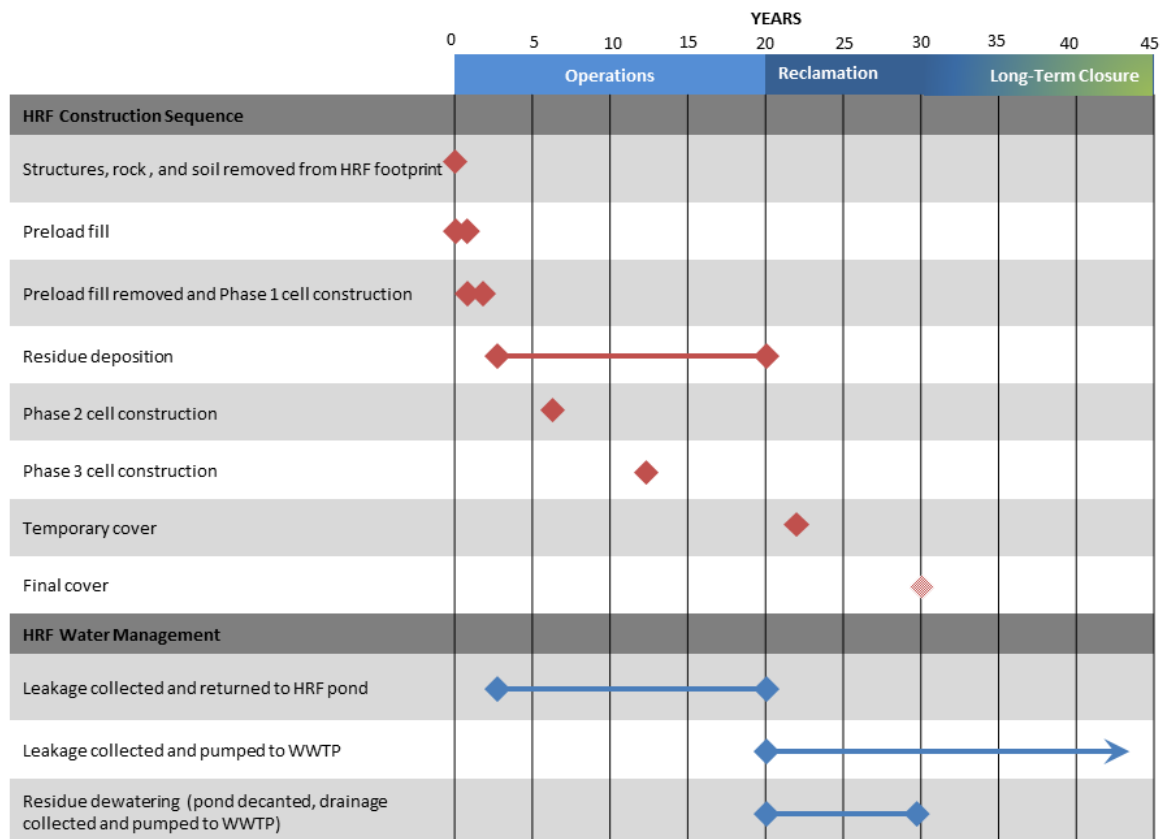 YEARS
0 5 10 15 20 25 30 35 40 45
Operations Reclamation Long-Term Closure
HRF Construction Sequence
Structures, rock , and soil removed from HRF footprint
Preload fill
Preload fill removed and Phase 1 cell construction
Residue deposition
Phase 2 cell construction
Phase 3 cell construction
Temporary cover
Final cover
HRF Water Management
Leakage collected and returned to HRF pond
Leakage collected and pumped to WWTP
Residue dewatering (pond decanted, drainage
collected and pumped to WWTP)